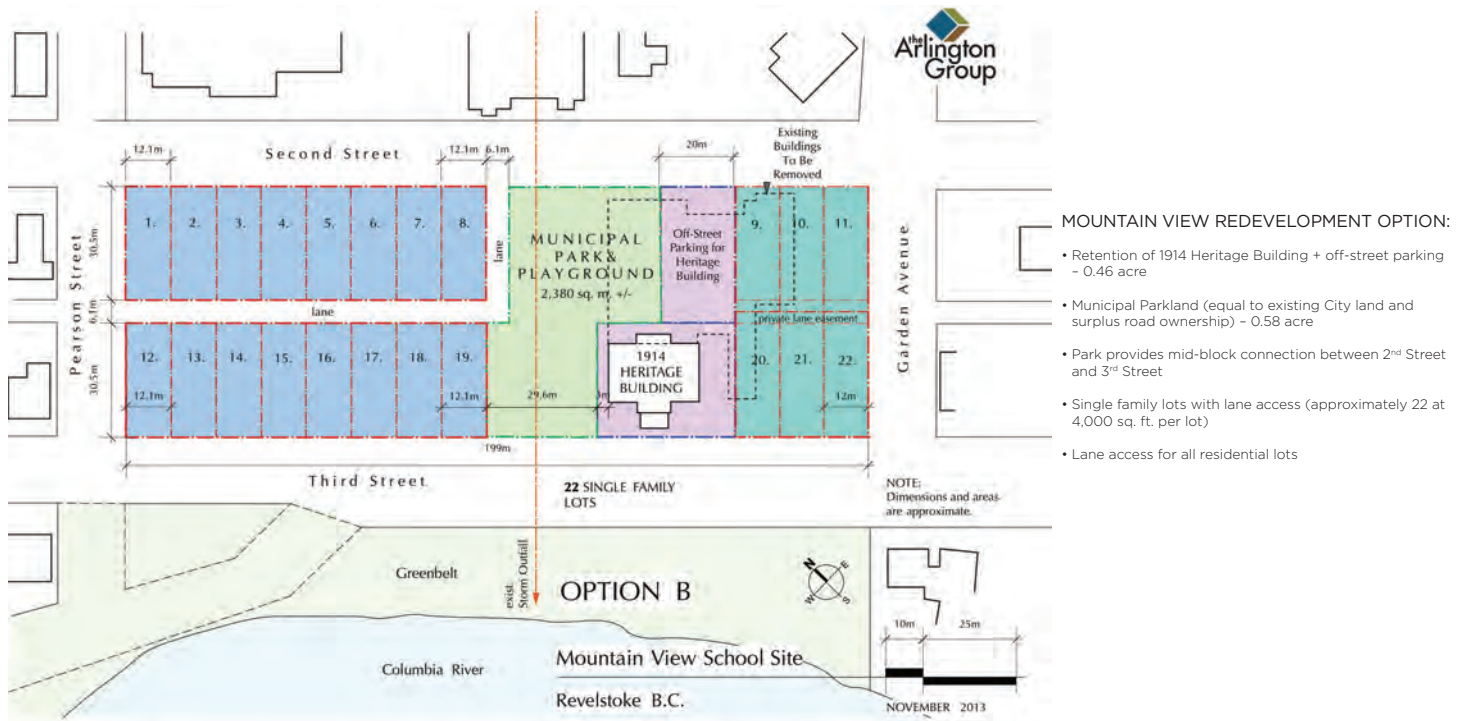 the
Arlington
Group
Existing
Buildings
To Be
Removed
12.1m
Second Street
12.1m 6.1m
20m
1. 2. 3. 4. 5. 6. 7. 8.
9. 10. 11.
Pearson Street
30.5m
6.1m
30.5m
lane
MUNICIPAL
PARK &
PLAYGROUND
2,380 sq. m. +/-
Off-Street
Parking for
Heritage
Building
Garden Avenue
lane
private lane easement
12. 13. 14. 15. 16. 17. 18. 19.
1914
HERITAGE
BUILDING
20. 21. 22.
12.1m
12.1m
29.6m
12m
199m
Third Street
22 SINGLE FAMILY
LOTS
NOTE:
Dimensions and areas
are approximate.
Greenbelt
exist.
Storm Outfall
OPTION B
N
E
S
W
10m 25m
Columbia River
Mountain View School Site
Revelstoke B.C.
NOVEMBER 2013
MOUNTAIN VIEW REDEVELOPMENT OPTION:
• Retention of 1914 Heritage Building + off-street parking
– 0.46 acre
• Municipal Parkland (equal to existing City land and
surplus road ownership) – 0.58 acre
• Park provides mid-block connection between 2nd Street
and 3rd Street
• Single family lots with lane access (approximately 22 at
4,000 sq. ft. per lot)
• Lane access for all residential lots